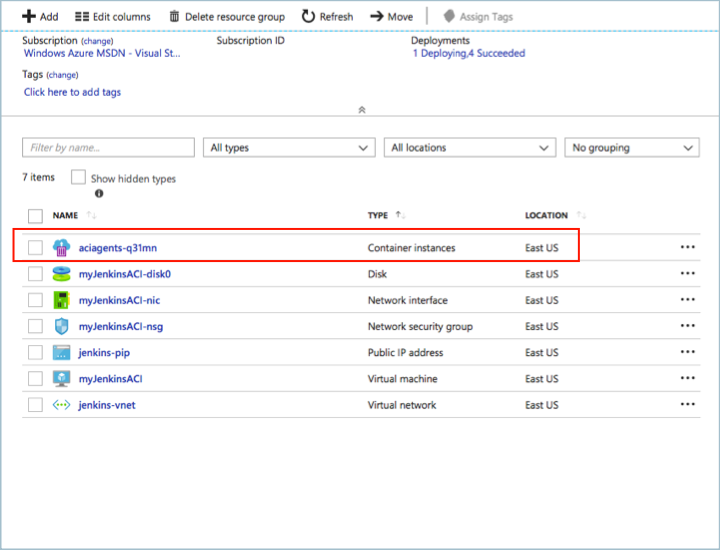 Add Edit columns Delete resource group Refresh Move Assign Tags
Subscription (change) Subscription ID Deployments
Windows Azure MSDN - Visual St... 1 Deploying,4 Succeeded
Tags (change)
Click here to add tags
Filter by name... All types All locations No grouping
7 items Show hidden types
NAME TYPE LOCATION
aciagents-q31mn Container instances East US
myJenkinsACI-disk0 Disk East US
myJenkinsACI-nic Network interface East US
myJenkinsACI-nsg Network security group East US
jenkins-pip Public IP address East US
myJenkinsACI Virtual machine East US
jenkins-vnet Virtual network East US